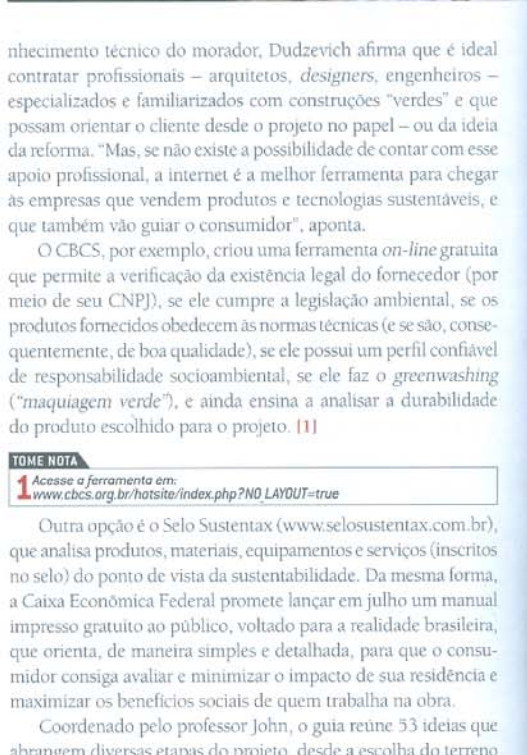 nhecimento técnico do morador, Dudzevich afirma que é ideal
contratar profissionais – arquitetos, designers, engenheiros –
especializados e familiarizados com construções “verdes” e que
possam orientar o cliente desde o projeto no papel – ou da ideia
da reforma. “Mas, se não existe a possibilidade de contar com esse
apoio profissional, a internet é a melhor ferramenta para chegar
às empresas que vendem produtos e tecnologias sustentáveis, e
que também vão guiar o consumidor”, aponta.
O CBCS, por exemplo, criou uma ferramenta on-line gratuita
que permite a verificação da existência legal do fornecedor (por
meio de seu CNPJ), se ele cumpre a legislação ambiental, se os
produtos fornecidos obedecem às normas técnicas (e se são, conse-
quentemente, de boa qualidade), se ele possui um perfil confiável
de responsabilidade socioambiental, se ele faz o greenwashing
(“maquiagem verde”), e ainda ensina a analisar a durabilidade
do produto escolhido para o projeto. [1]
TOME NOTA
1 Acesse a ferramenta em:
www.cbcs.org.br/hotsite/index.php?NO_LAYOUT=true
Outra opção é o Selo Sustentax (www.selosustentax.com.br),
que analisa produtos, materiais, equipamentos e serviços (inscritos
no selo) do ponto de vista da sustentabilidade. Da mesma forma,
a Caixa Econômica Federal promete lançar em julho um manual
impresso gratuito ao público, voltado para a realidade brasileira,
que orienta, de maneira simples e detalhada, para que o consu-
midor consiga avaliar e minimizar o impacto de sua residência e
maximizar os benefícios sociais de quem trabalha na obra.
Coordenado pelo professor John, o guia reúne 53 ideias que
abrangem diversas etapas do projeto, desde a escolha do terreno